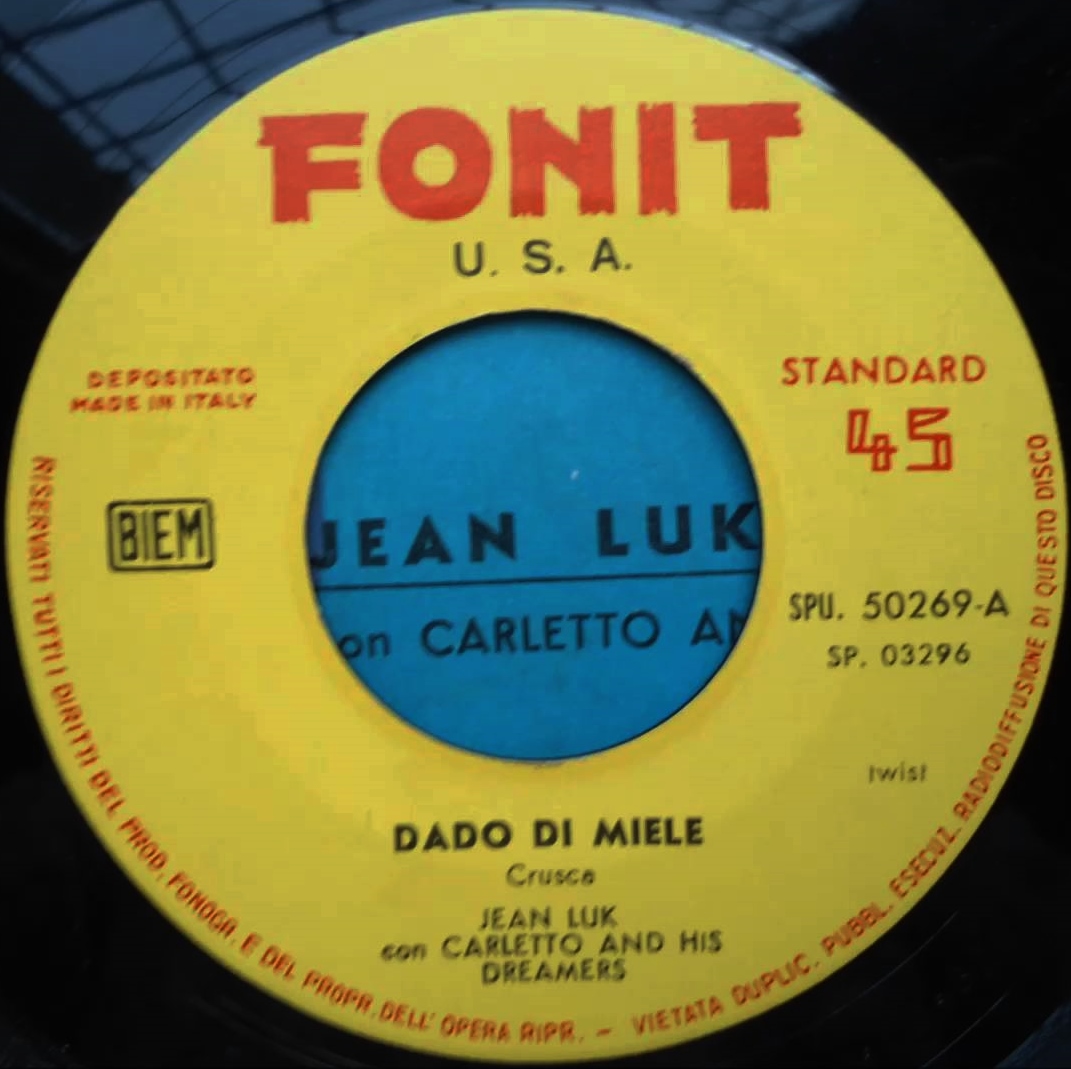 FONIT
U. S. A.
DEPOSITATO
MADE IN ITALY
STANDARD
45
BIEM
JEAN LUK
on CARLETTO AN
SPU. 50269-A
SP. 03296
twist
DADO DI MIELE
Crusca
JEAN LUK
con CARLETTO AND HIS
DREAMERS
RISERVATI TUTTI I DIRITTI DEL PROD. FONOGR. E DEL PROPR. DELL' OPERA RIPR. - VIETATA DUPLIC. PUBBL. ESECUZ. RADIODIFFUSIONE DI QUESTO DISCO